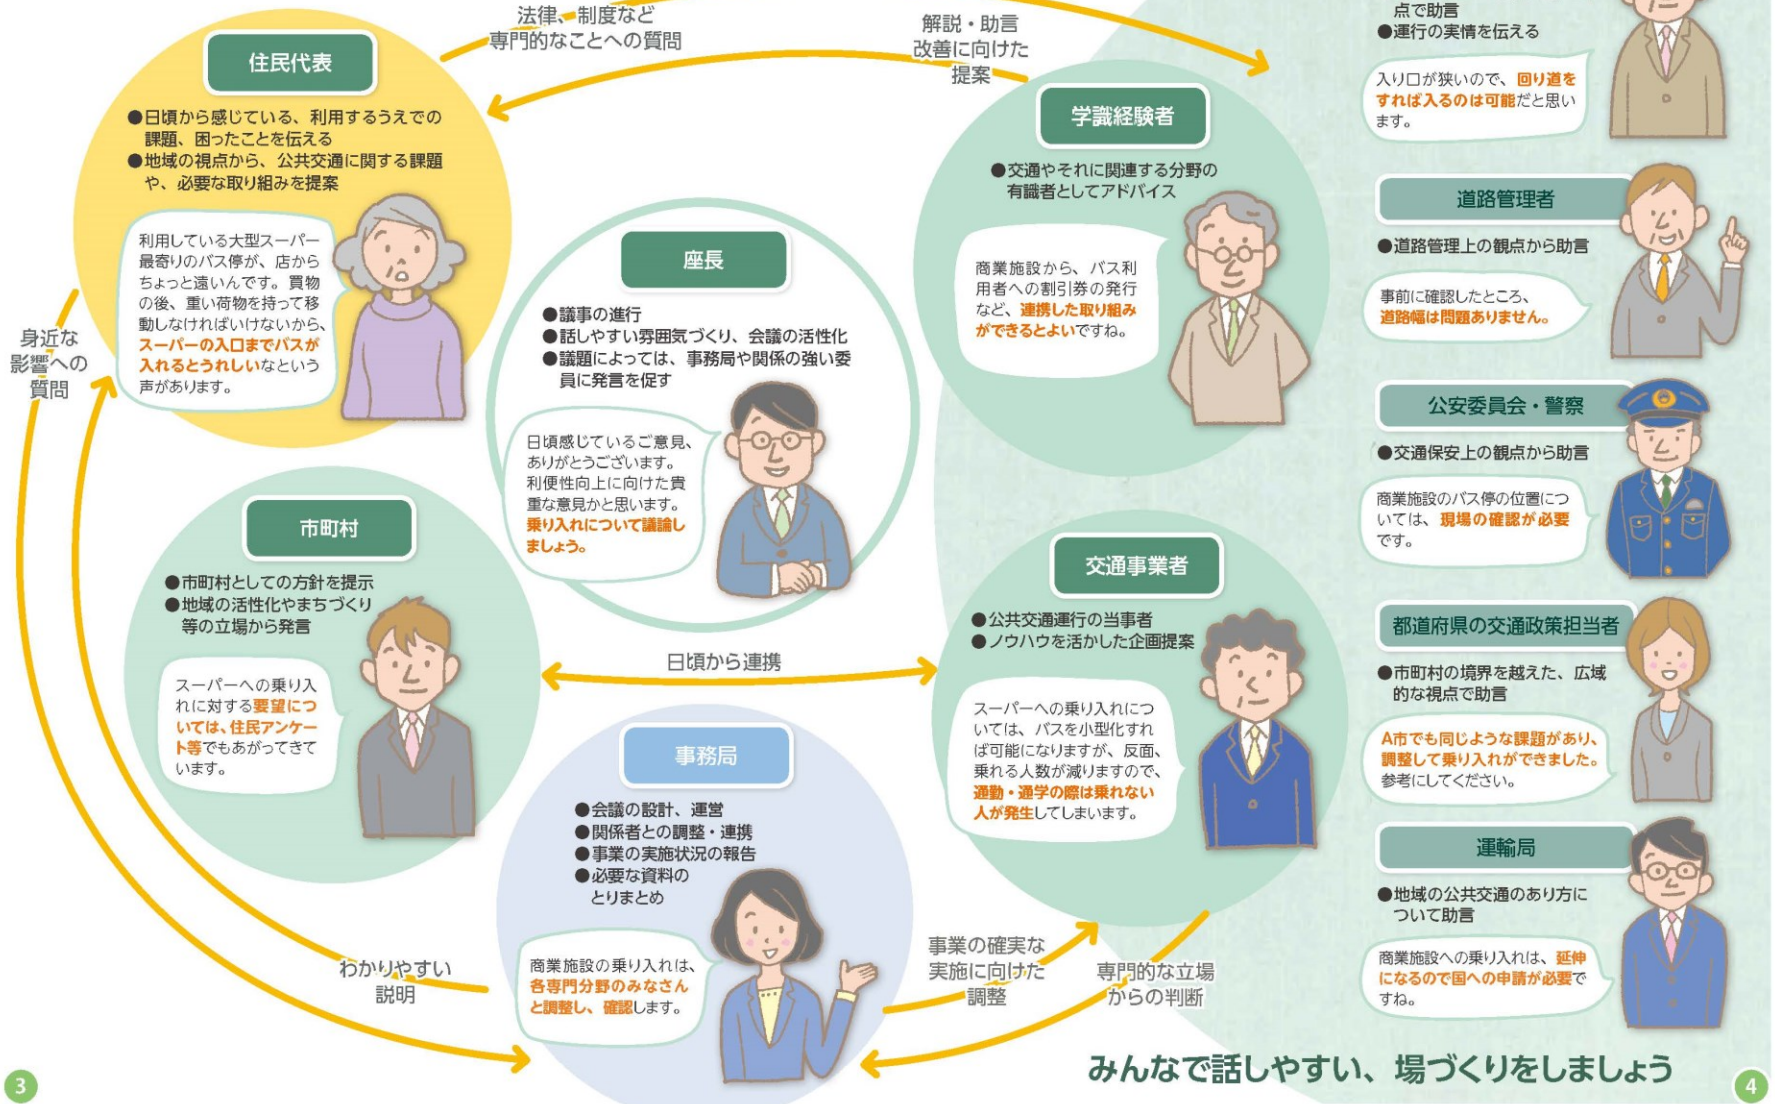 法律、制度など
専門的なことへの質問
解説・助言
改善に向けた
提案
住民代表
●日頃から感じている、利用するうえでの
課題、困ったことを伝える
●地域の視点から、公共交通に関する課題
や、必要な取り組みを提案
利用している大型スーパー
最寄りのバス停が、店から
ちょっと遠いんです。買物
の後、重い荷物を持って移
動しなければいけないから、
スーパーの入口までバスが
入れるとうれしいなという
声があります。
身近な
影響への
質問
座長
●議事の進行
●話しやすい雰囲気づくり、会議の活性化
●議題によっては、事務局や関係の強い委
員に発言を促す
日頃感じているご意見、
ありがとうございます。
利便性向上に向けた貴
重な意見かと思います。
乗り入れについて議論し
ましょう。
学識経験者
●交通やそれに関連する分野の
有識者としてアドバイス
商業施設から、バス利
用者への割引券の発行
など、連携した取り組み
ができるとよいですね。
市町村
●市町村としての方針を提示
●地域の活性化やまちづくり
等の立場から発言
スーパーへの乗り入
れに対する要望につ
いては、住民アンケー
ト等でもあがってきて
います。
日頃から連携
交通事業者
●公共交通運行の当事者
●ノウハウを活かした企画提案
スーパーへの乗り入れにつ
いては、バスを小型化すれ
ば可能になりますが、反面、
乗れる人数が減りますので、
通勤・通学の際は乗れない
人が発生してしまいます。
事務局
●会議の設計、運営
●関係者との調整・連携
●事業の実施状況の報告
●必要な資料の
とりまとめ
商業施設の乗り入れは、
各専門分野のみなさん
と調整し、確認します。
わかりやすい
説明
事業の確実な
実施に向けた
調整
専門的な立場
からの判断
点で助言
●運行の実情を伝える
入り口が狭いので、回り道を
すれば入るのは可能だと思い
ます。
道路管理者
●道路管理上の観点から助言
事前に確認したところ、
道路幅は問題ありません。
公安委員会・警察
●交通保安上の観点から助言
商業施設のバス停の位置につ
いては、現場の確認が必要
です。
都道府県の交通政策担当者
●市町村の境界を越えた、広域
的な視点で助言
A市でも同じような課題があり、
調整して乗り入れができました。
参考にしてください。
運輸局
●地域の公共交通のあり方に
ついて助言
商業施設への乗り入れは、延伸
になるので国への申請が必要で
すね。
みんなで話しやすい、場づくりをしましょう
3
4